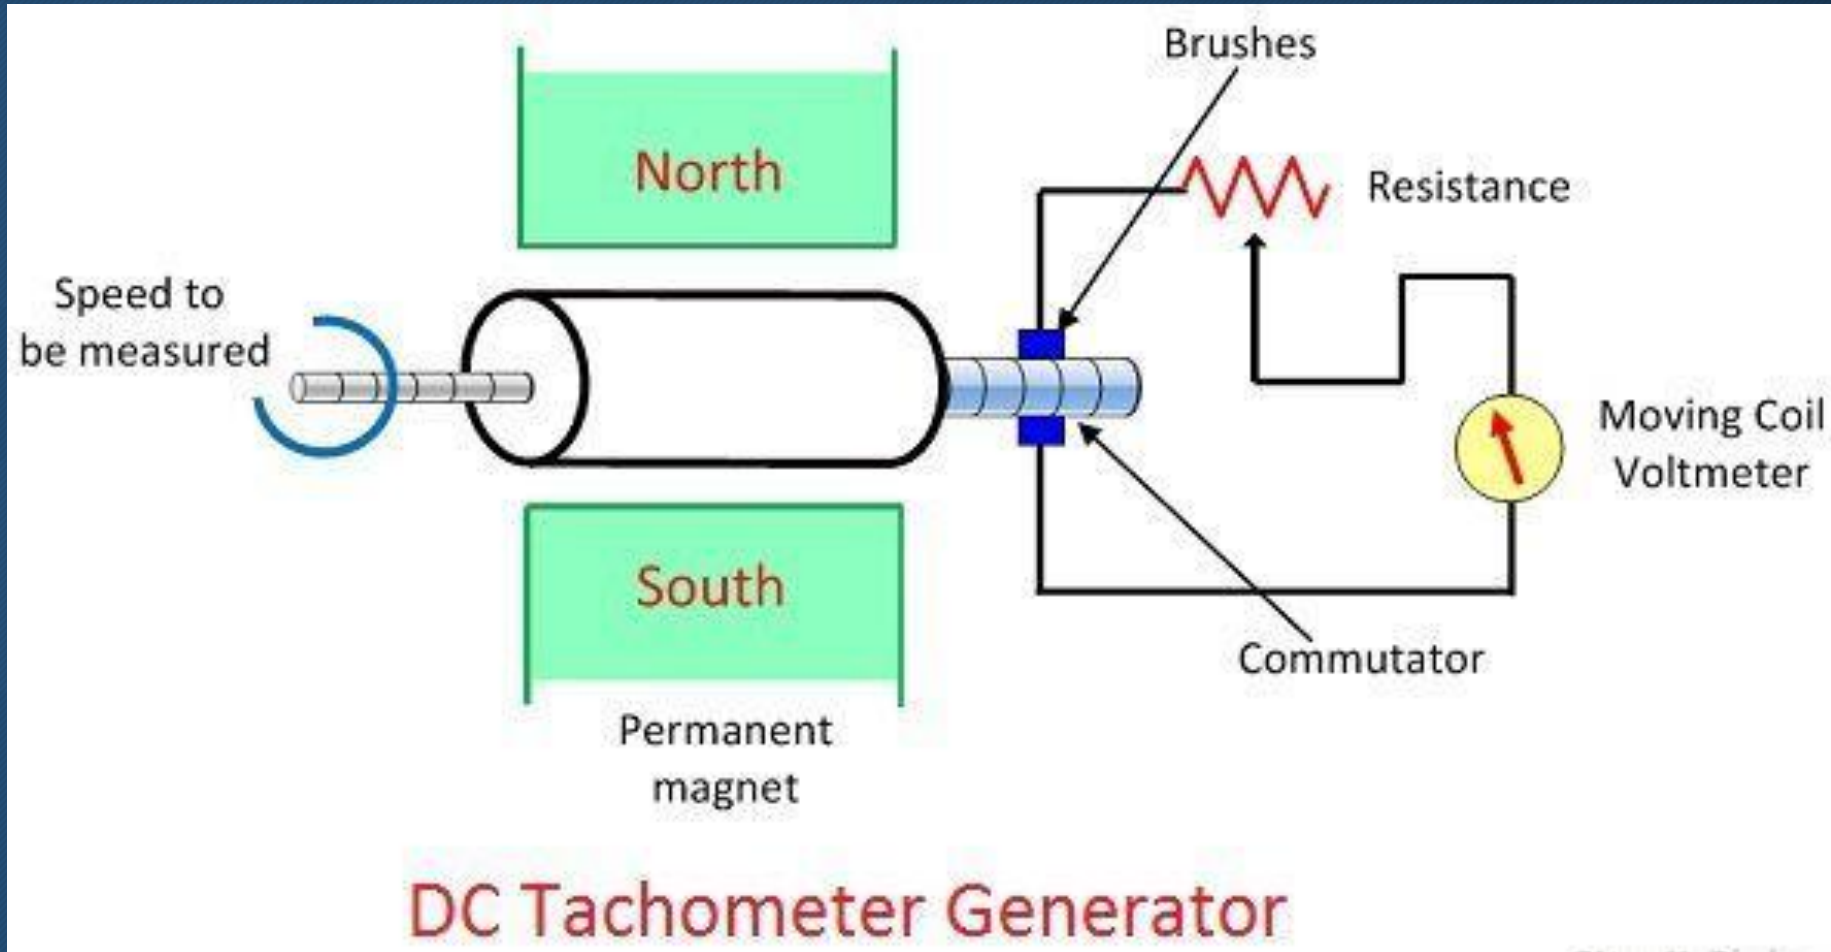 Brushes
North
Resistance
Speed to
be measured
Moving Coil
Voltmeter
South
Commutator
Permanent
magnet
DC Tachometer Generator